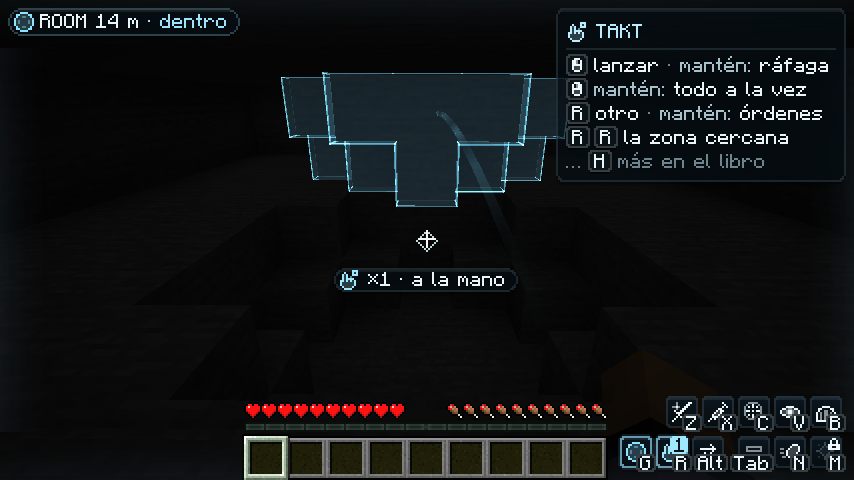 ROOM 14 m · dentro
TAKT
lanzar · mantén: ráfaga
mantén: todo a la vez
R otro · mantén: órdenes
R R la zona cercana
... H más en el libro
×1 · a la mano
Z X C V B
1
G R Alt Tab N M